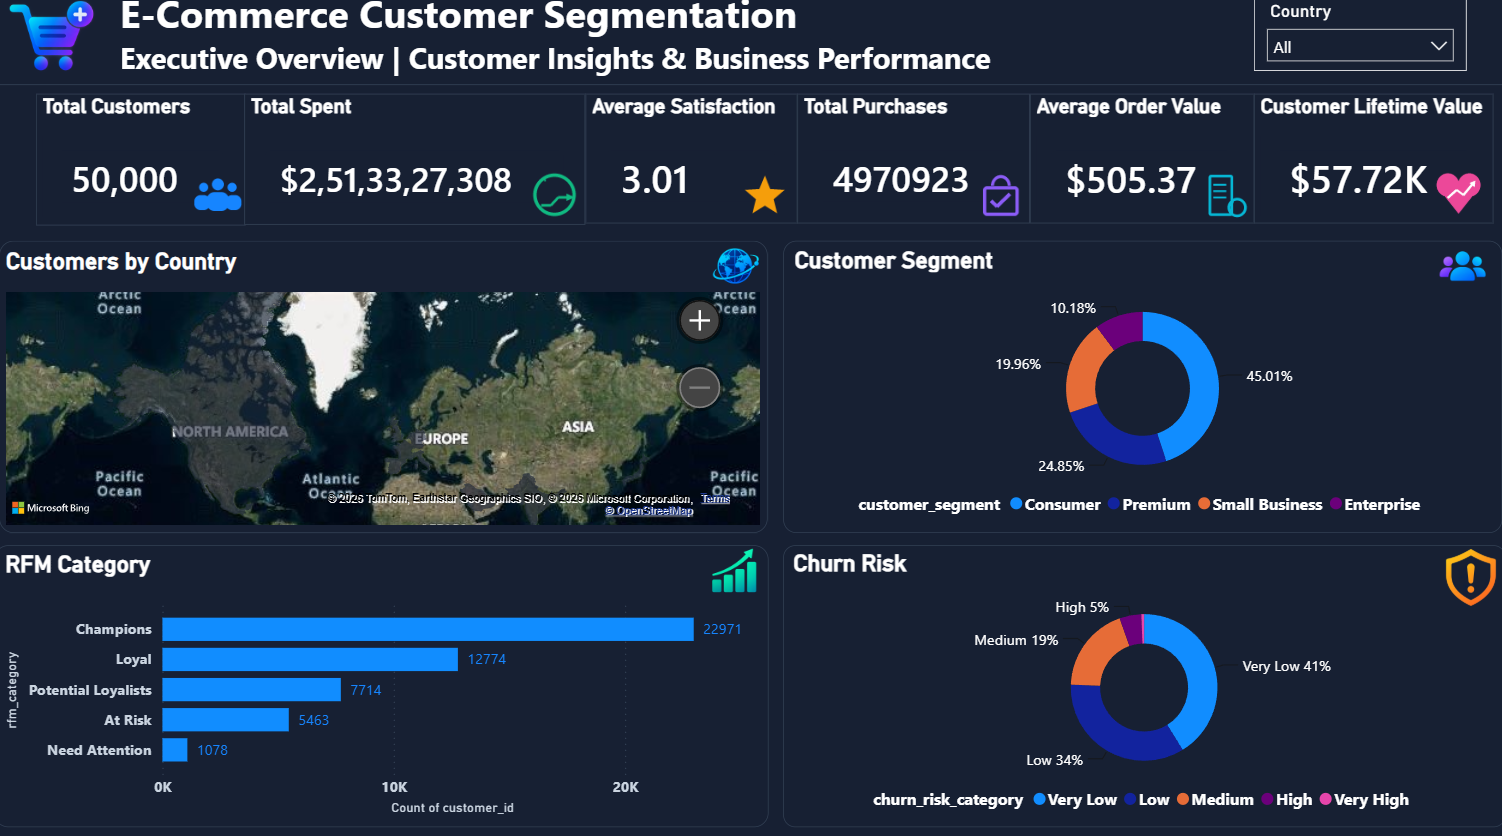 E-Commerce Customer Segmentation
Executive Overview | Customer Insights & Business Performance
Country
All
Total Customers
50,000
Total Spent
$2,51,33,27,308
Average Satisfaction
3.01
Total Purchases
4970923
Average Order Value
$505.37
Customer Lifetime Value
$57.72K
Customers by Country
Arctic
Ocean
Arctic
Ocean
NORTH AMERICA
EUROPE
ASIA
Pacific
Ocean
Atlantic
Ocean
Pacific
Ocean
Microsoft Bing
© 2026 TomTom, Earthstar Geographics SIO, © 2026 Microsoft Corporation, Terms
© OpenStreetMap
Customer Segment
10.18%
19.96%
45.01%
24.85%
customer_segment Consumer Premium Small Business Enterprise
RFM Category
rfm_category
Champions 22971
Loyal 12774
Potential Loyalists 7714
At Risk 5463
Need Attention 1078
0K 10K 20K
Count of customer_id
Churn Risk
High 5%
Medium 19%
Very Low 41%
Low 34%
churn_risk_category Very Low Low Medium High Very High